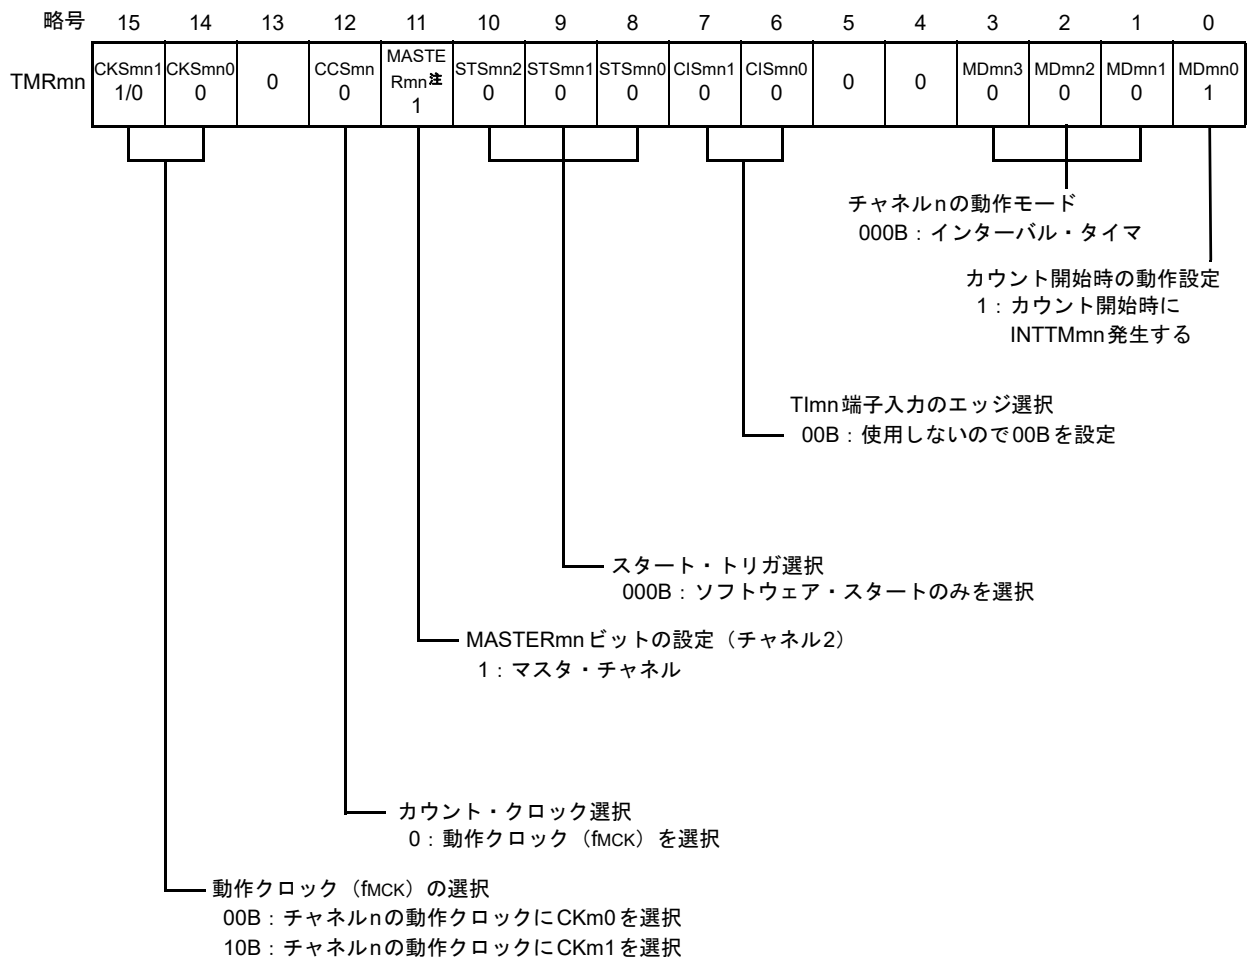 略号 15 14 13 12 11 10 9 8 7 6 5 4 3 2 1 0
TMRmn CKSmn1 CKSmn0 0 CCSmn MASTE STSmn2 STSmn1 STSmn0 CISmn1 CISmn0 0 0 MDmn3 MDmn2 MDmn1 MDmn0
Rmn注
1/0 0 0 1 0 0 0 0 0 0 0 0 1
チャネルnの動作モード
000B：インターバル・タイマ
カウント開始時の動作設定
1：カウント開始時に
INTTMmn発生する
TImn端子入力のエッジ選択
00B：使用しないので00Bを設定
スタート・トリガ選択
000B：ソフトウェア・スタートのみを選択
MASTERmnビットの設定（チャネル2）
1：マスタ・チャネル
カウント・クロック選択
0：動作クロック（fMCK）を選択
動作クロック（fMCK）の選択
00B：チャネルnの動作クロックにCKm0を選択
10B：チャネルnの動作クロックにCKm1を選択